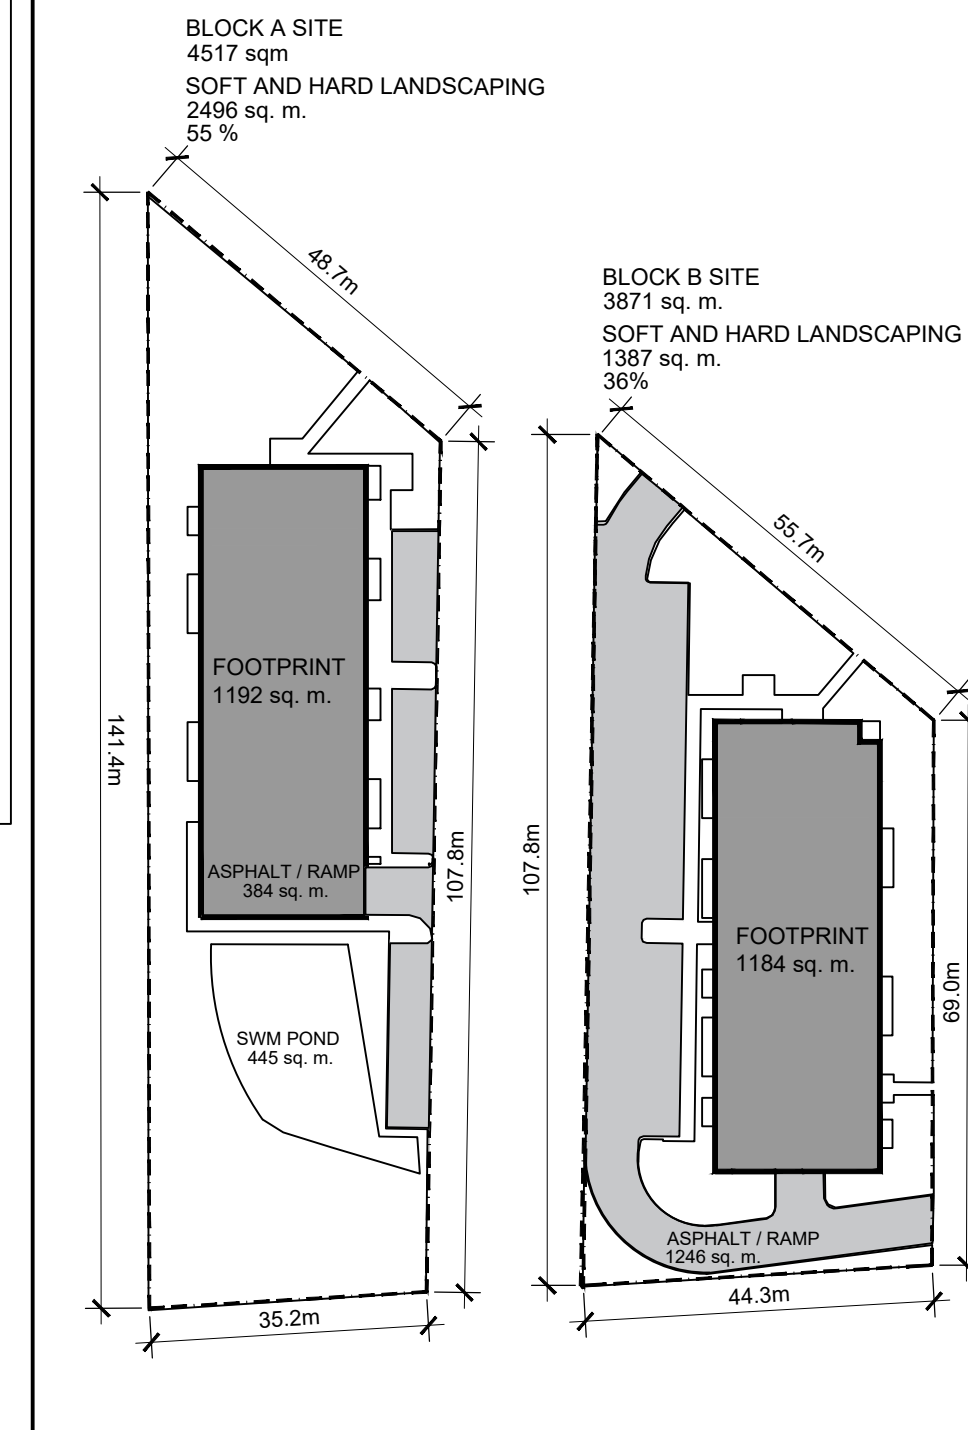 BLOCK A SITE
4517 sqm
SOFT AND HARD LANDSCAPING
2496 sq. m.
55 %
48.7m
BLOCK B SITE
3871 sq. m.
SOFT AND HARD LANDSCAPING
1387 sq. m.
36%
55.7m
FOOTPRINT
1192 sq. m.
141.4m
107.8m
107.8m
ASPHALT / RAMP
384 sq. m.
FOOTPRINT
1184 sq. m.
69.0m
SWM POND
445 sq. m.
ASPHALT / RAMP
1246 sq. m.
44.3m
35.2m